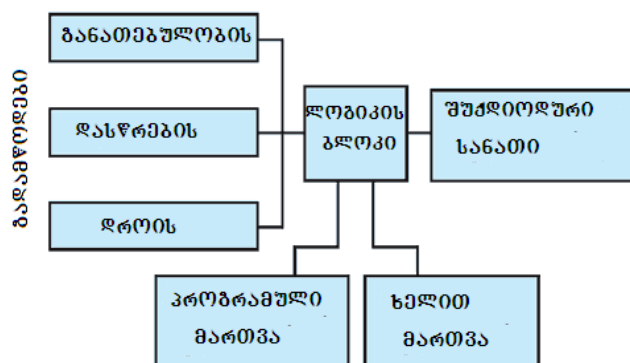 გადამწოდები
განათებულობის
დასწრების
დროის
ლოგიკის
ბლოკი
შუქდიოდური
სანათი
პროგრამული
მართვა
ხელით
მართვა